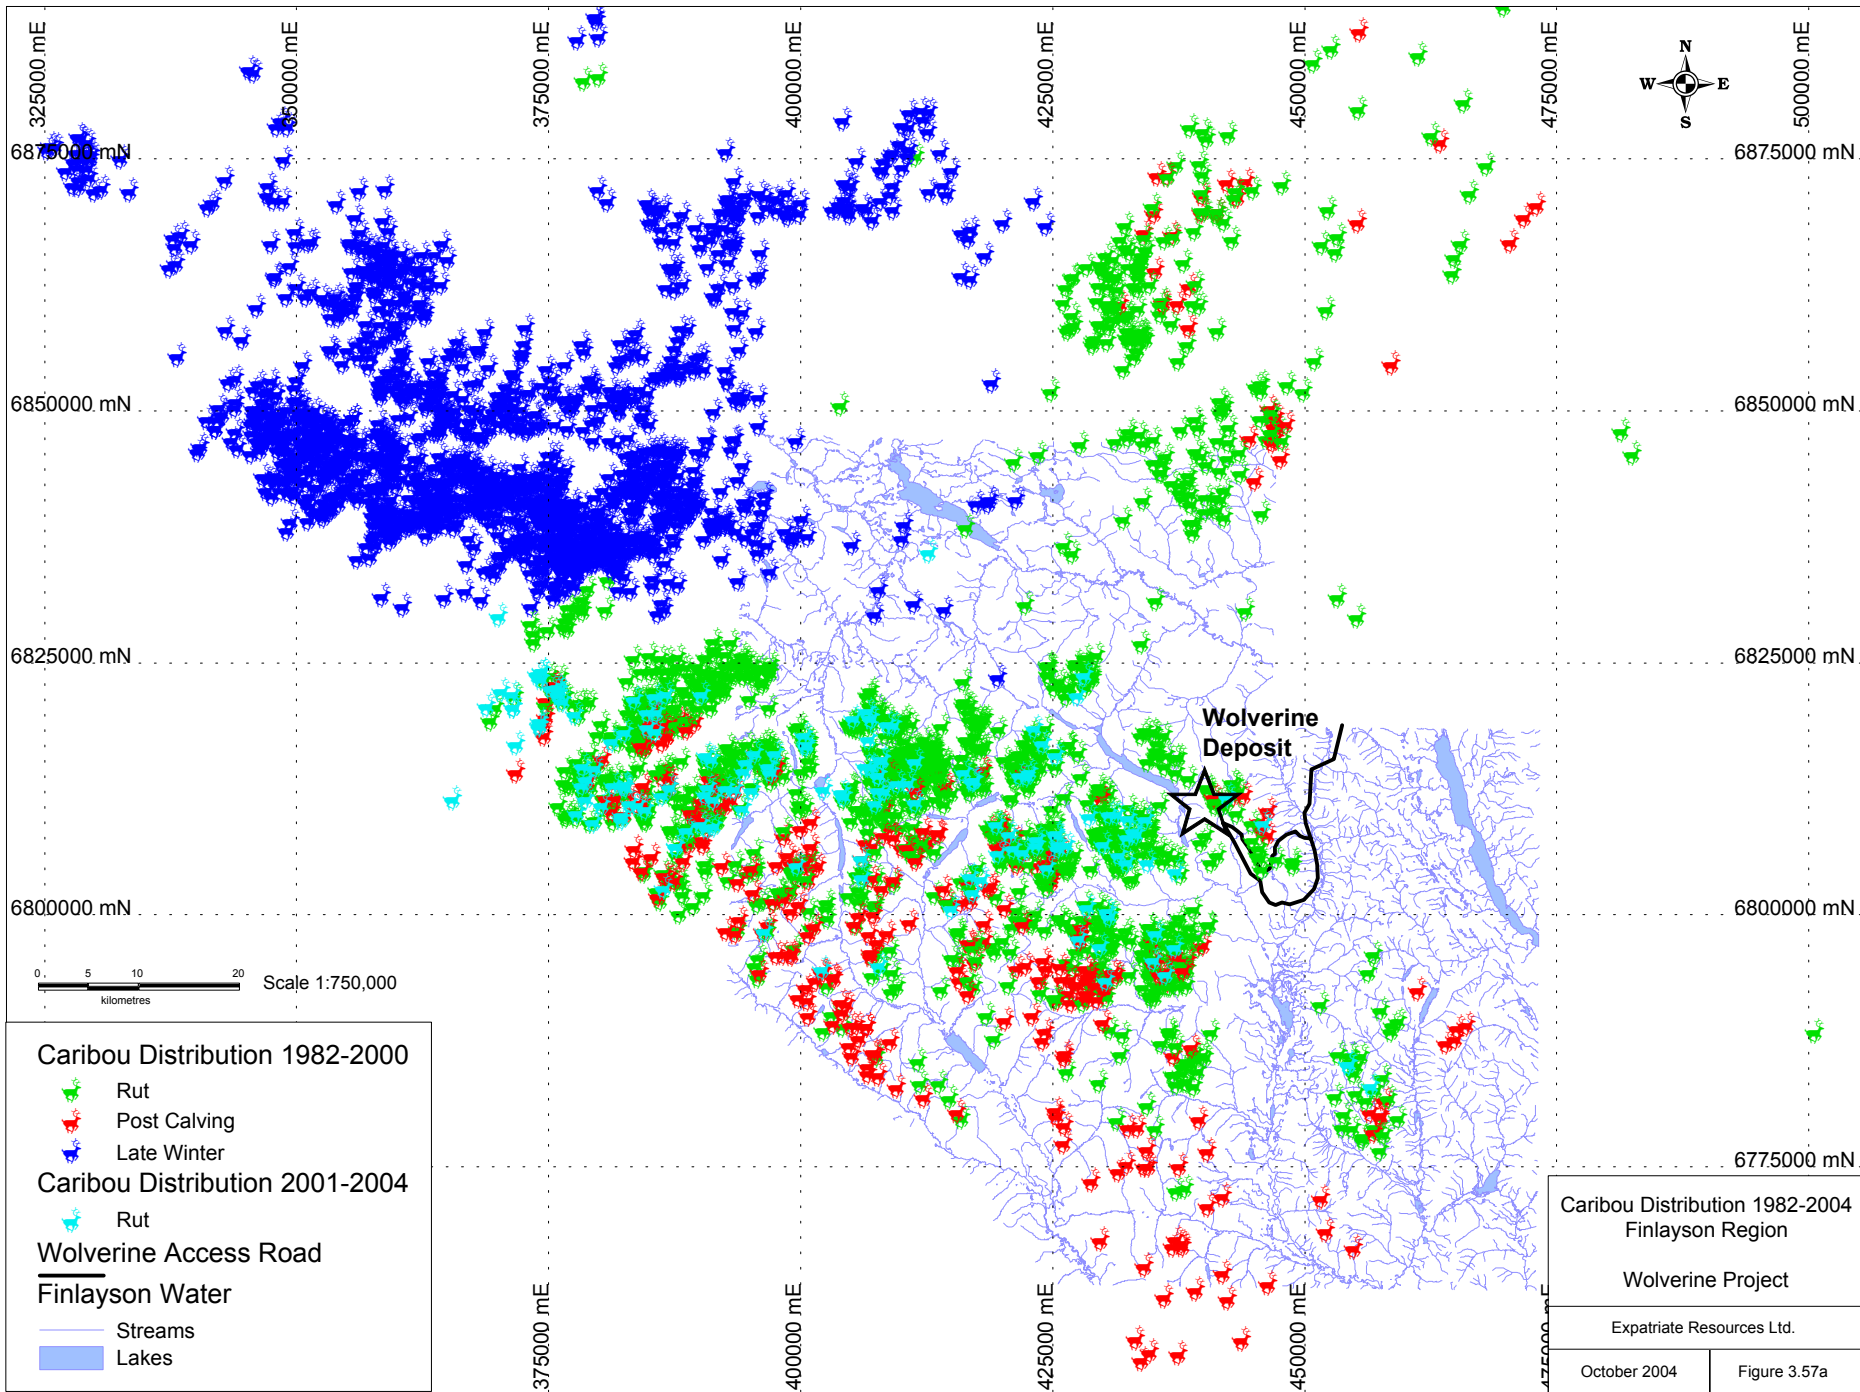 325000 mE
350000 mE
375000 mE
400000 mE
425000 mE
450000 mE
475000 mE
500000 mE
N
W E
S
6875000 mN
6875000 mN
6850000 mN
6850000 mN
6825000 mN
6825000 mN
Wolverine
Deposit
6800000 mN
6800000 mN
0 5 10 20
kilometres
Scale 1:750,000
6775000 mN
Caribou Distribution 1982-2000
Rut
Post Calving
Late Winter
Caribou Distribution 2001-2004
Rut
Wolverine Access Road
Finlayson Water
Streams
Lakes
375000 mE
400000 mE
425000 mE
450000 mE
475000 mE
Caribou Distribution 1982-2004
Finlayson Region
Wolverine Project
Expatriate Resources Ltd.
October 2004
Figure 3.57a